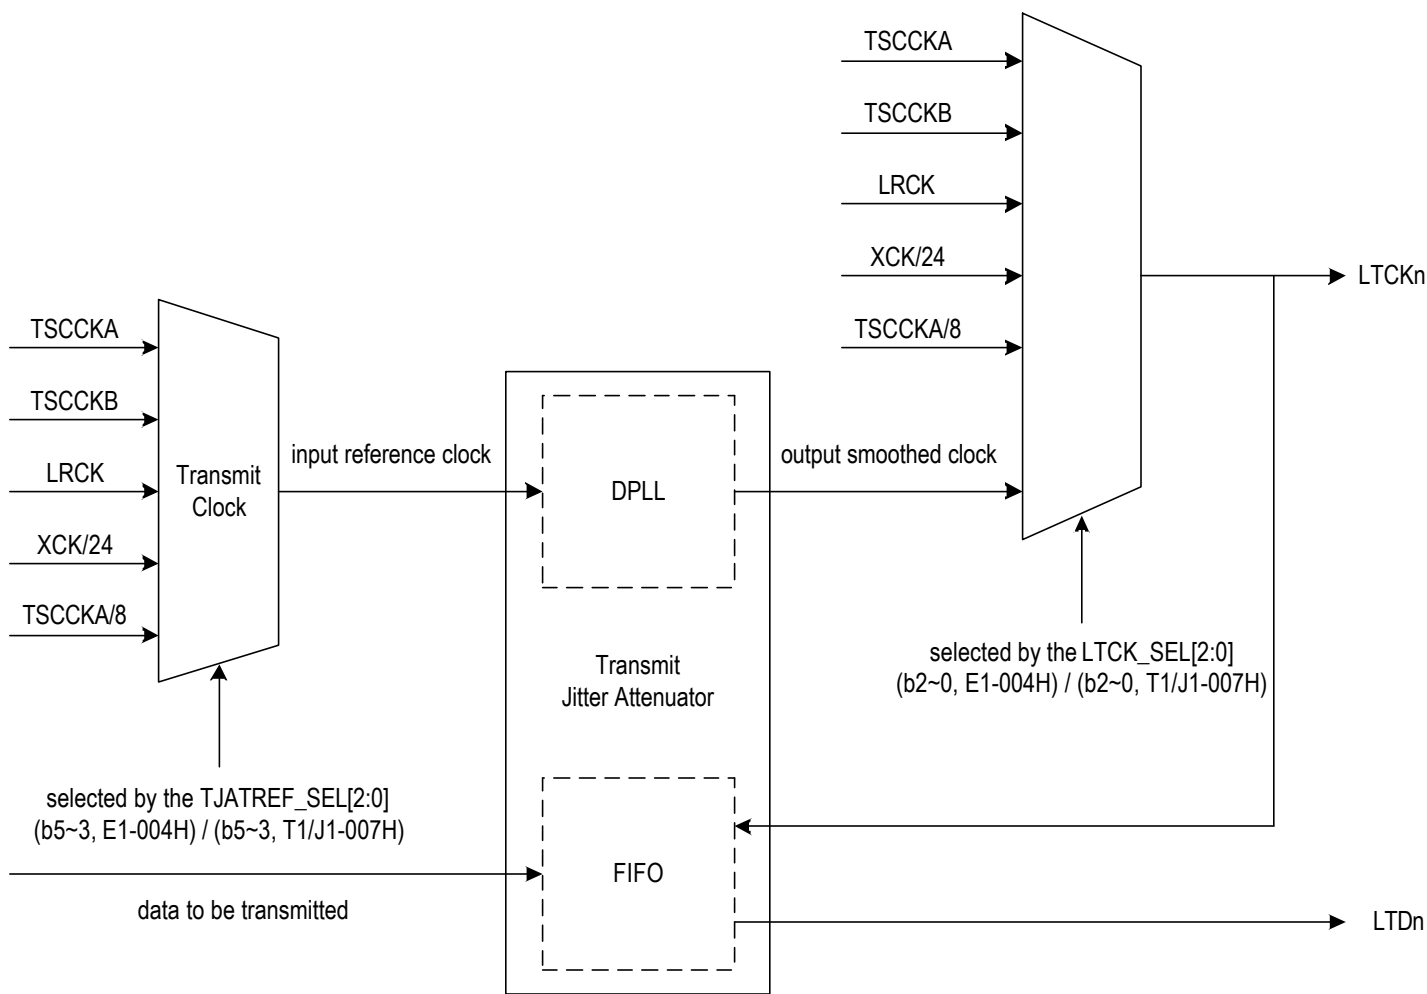 TSCCKA
TSCCKB
LRCK
XCK/24
TSCCKA/8
LTCKn
TSCCKA
TSCCKB
LRCK
XCK/24
TSCCKA/8
Transmit
Clock
input reference clock
DPLL
output smoothed clock
Transmit
Jitter Attenuator
selected by the LTCK_SEL[2:0]
(b2~0, E1-004H) / (b2~0, T1/J1-007H)
selected by the TJATREF_SEL[2:0]
(b5~3, E1-004H) / (b5~3, T1/J1-007H)
FIFO
data to be transmitted
LTDn